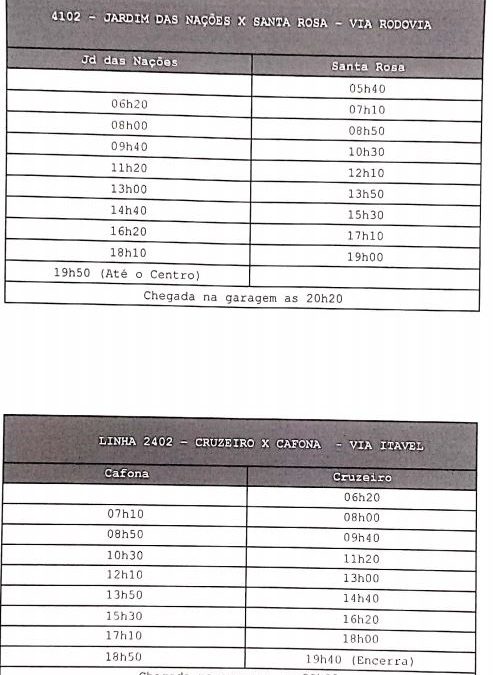 4102 - JARDIM DAS NAÇÕES X SANTA ROSA - VIA RODOVIA
Jd das Nações Santa Rosa
05h40
06h20 07h10
08h00 08h50
09h40 10h30
11h20 12h10
13h00 13h50
14h40 15h30
16h20 17h10
18h10 19h00
19h50 (Até o Centro)
Chegada na garagem as 20h20
LINHA 2402 - CRUZEIRO X CAFONA - VIA ITAVEL
Cafona Cruzeiro
06h20
07h10 08h00
08h50 09h40
10h30 11h20
12h10 13h00
13h50 14h40
15h30 16h20
17h10 18h00
18h50 19h40 (Encerra)